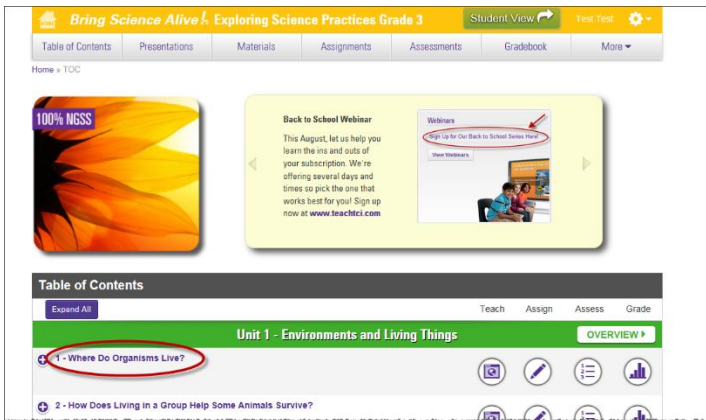 Bring Science Alive! Exploring Science Practices Grade 3
Student View
Test Test
Table of Contents Presentations Materials Assignments Assessments Gradebook More
Home » TOC
100% NGSS
Back to School Webinar
This August, let us help you
learn the ins and outs of
your subscription. We're
offering several days and
times so pick the one that
works best for you! Sign up
now at www.teachtci.com
Webinars
Sign Up for Our Back to School Series Here!
View Webinars
Table of Contents
Expand All
Teach Assign Assess Grade
Unit 1 - Environments and Living Things
OVERVIEW
1 - Where Do Organisms Live?
2 - How Does Living in a Group Help Some Animals Survive?